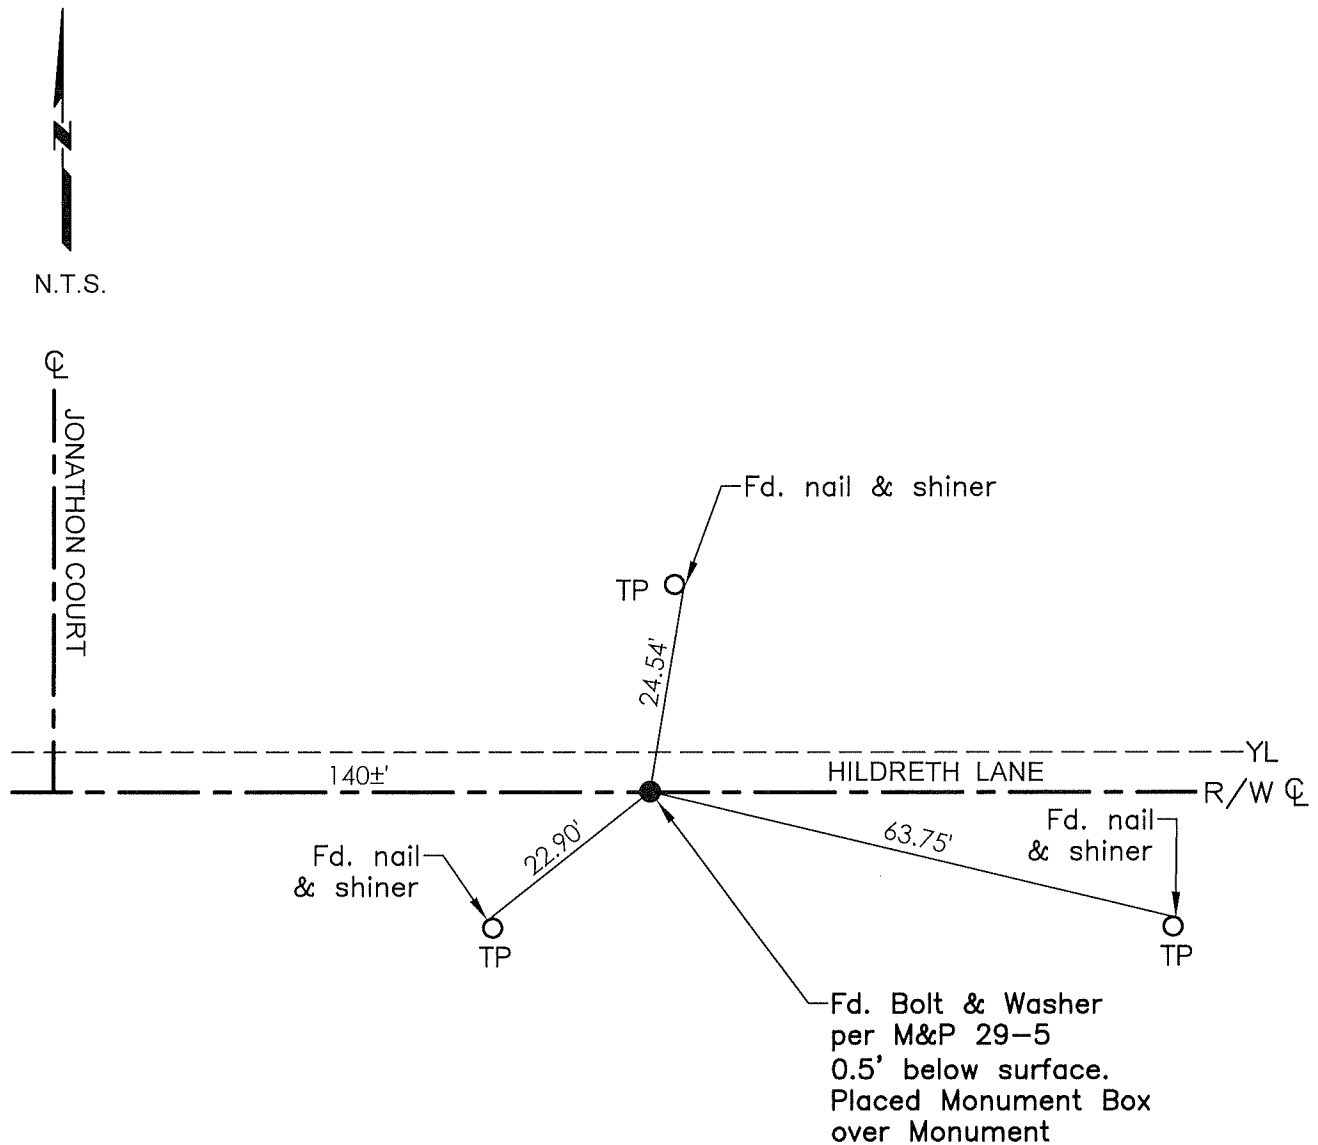 N
N.T.S.
℄
JONATHON COURT
Fd. nail & shiner
TP
24.54'
YL
140±'
HILDRETH LANE
R/W ℄
Fd. nail
& shiner
22.90'
TP
63.75'
Fd. nail
& shiner
TP
Fd. Bolt & Washer
per M&P 29-5
0.5' below surface.
Placed Monument Box
over Monument